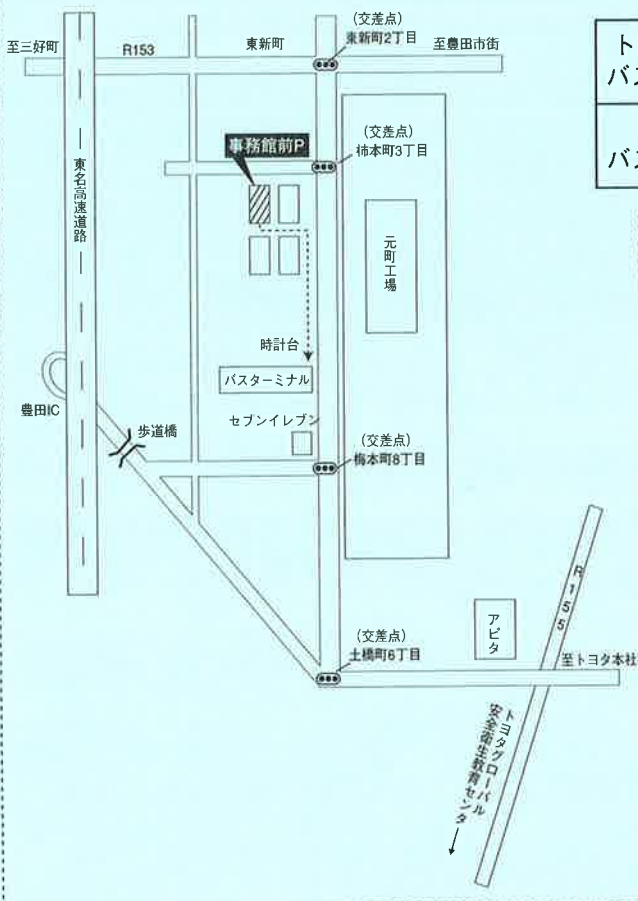 (交差点)
東新町2丁目
至三好町
R153
東新町
至豊田市街
ト
バス
バス
事務館前P
(交差点)
柿本町3丁目
東名高速道路
元町工場
時計台
バスターミナル
豊田IC
セブンイレブン
歩道橋
(交差点)
梅本町8丁目
R155
アピタ
(交差点)
土橋町6丁目
至トヨタ本社
トヨタグローバル
安全衛生教育センタ